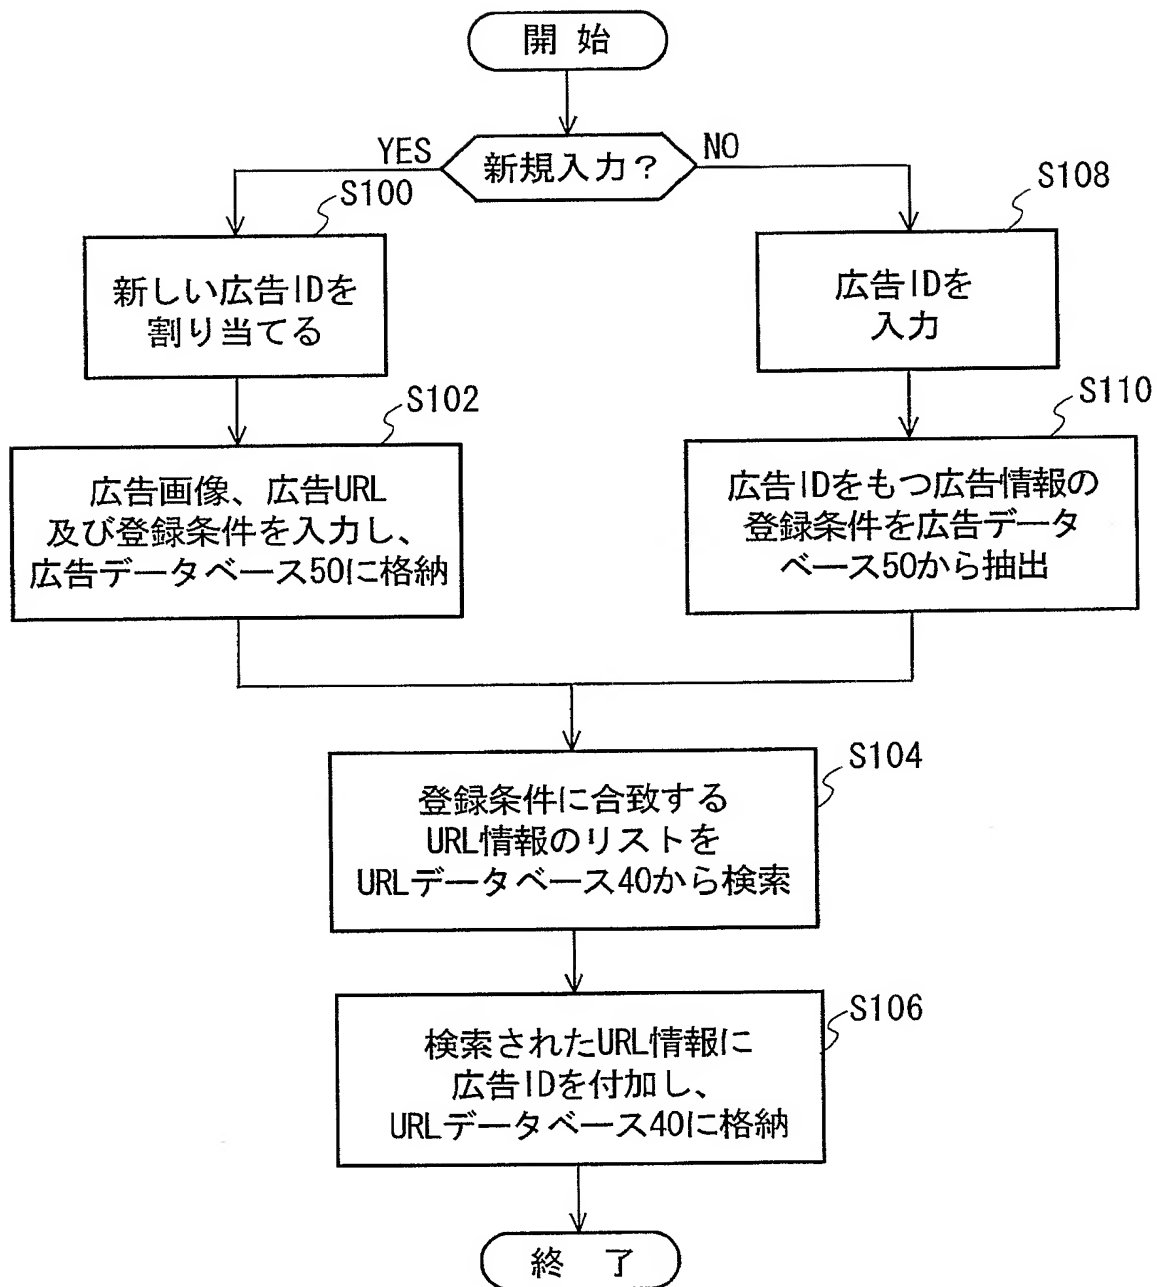 開 始
新規入力?
YES
NO
S100
新しい広告IDを
割り当てる
S102
広告画像、広告URL
及び登録条件を入力し、
広告データベース50に格納
S108
広告IDを
入力
S110
広告IDをもつ広告情報の
登録条件を広告データ
ベース50から抽出
S104
登録条件に合致する
URL情報のリストを
URLデータベース40から検索
S106
検索されたURL情報に
広告IDを付加し、
URLデータベース40に格納
終 了